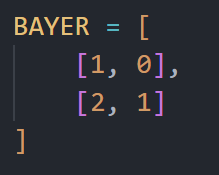 BAYER = [
    [1, 0],
    [2, 1]
]